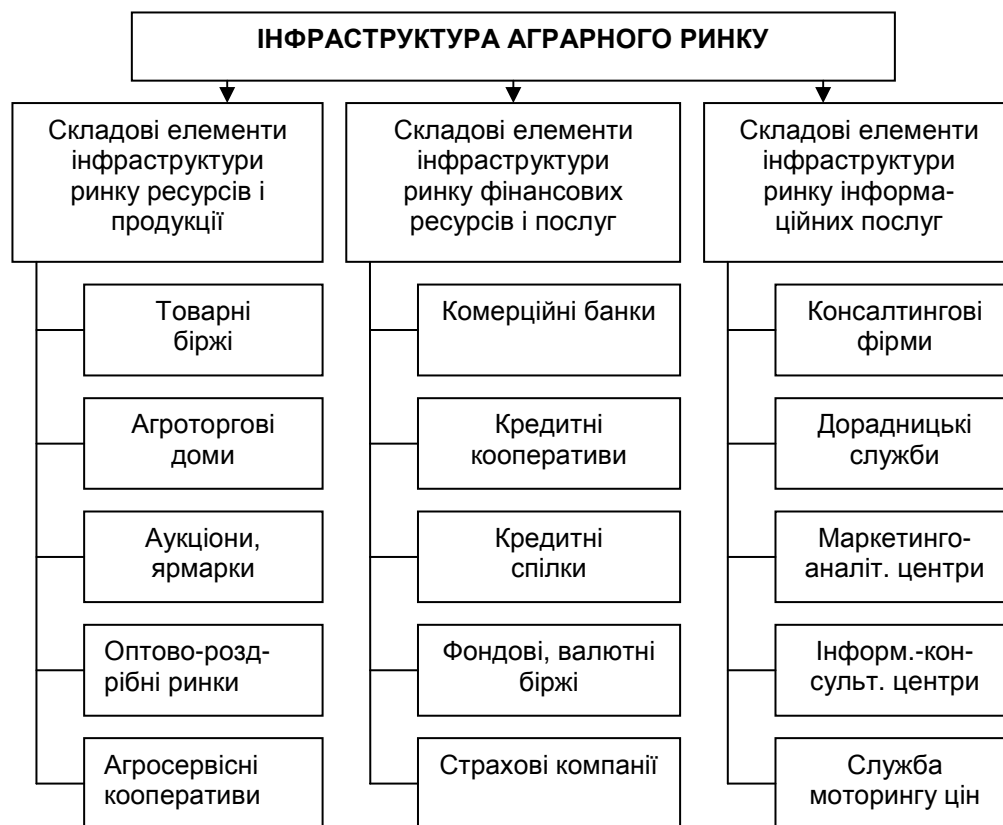 ІНФРАСТРУКТУРА АГРАРНОГО РИНКУ
Складові елементи
інфраструктури
ринку ресурсів і
продукції
Складові елементи
інфраструктури
ринку фінансових
ресурсів і послуг
Складові елементи
інфраструктури
ринку інформа-
ційних послуг
Товарні
біржі
Комерційні банки
Консалтингові
фірми
Агроторгові
доми
Кредитні
кооперативи
Дорадницькі
служби
Аукціони,
ярмарки
Кредитні
спілки
Маркетинго-
аналіт. центри
Оптово-розд-
рібні ринки
Фондові, валютні
біржі
Інформ.-кон-
сульт. центри
Агросервісні
кооперативи
Страхові компанії
Служба
моторингу цін